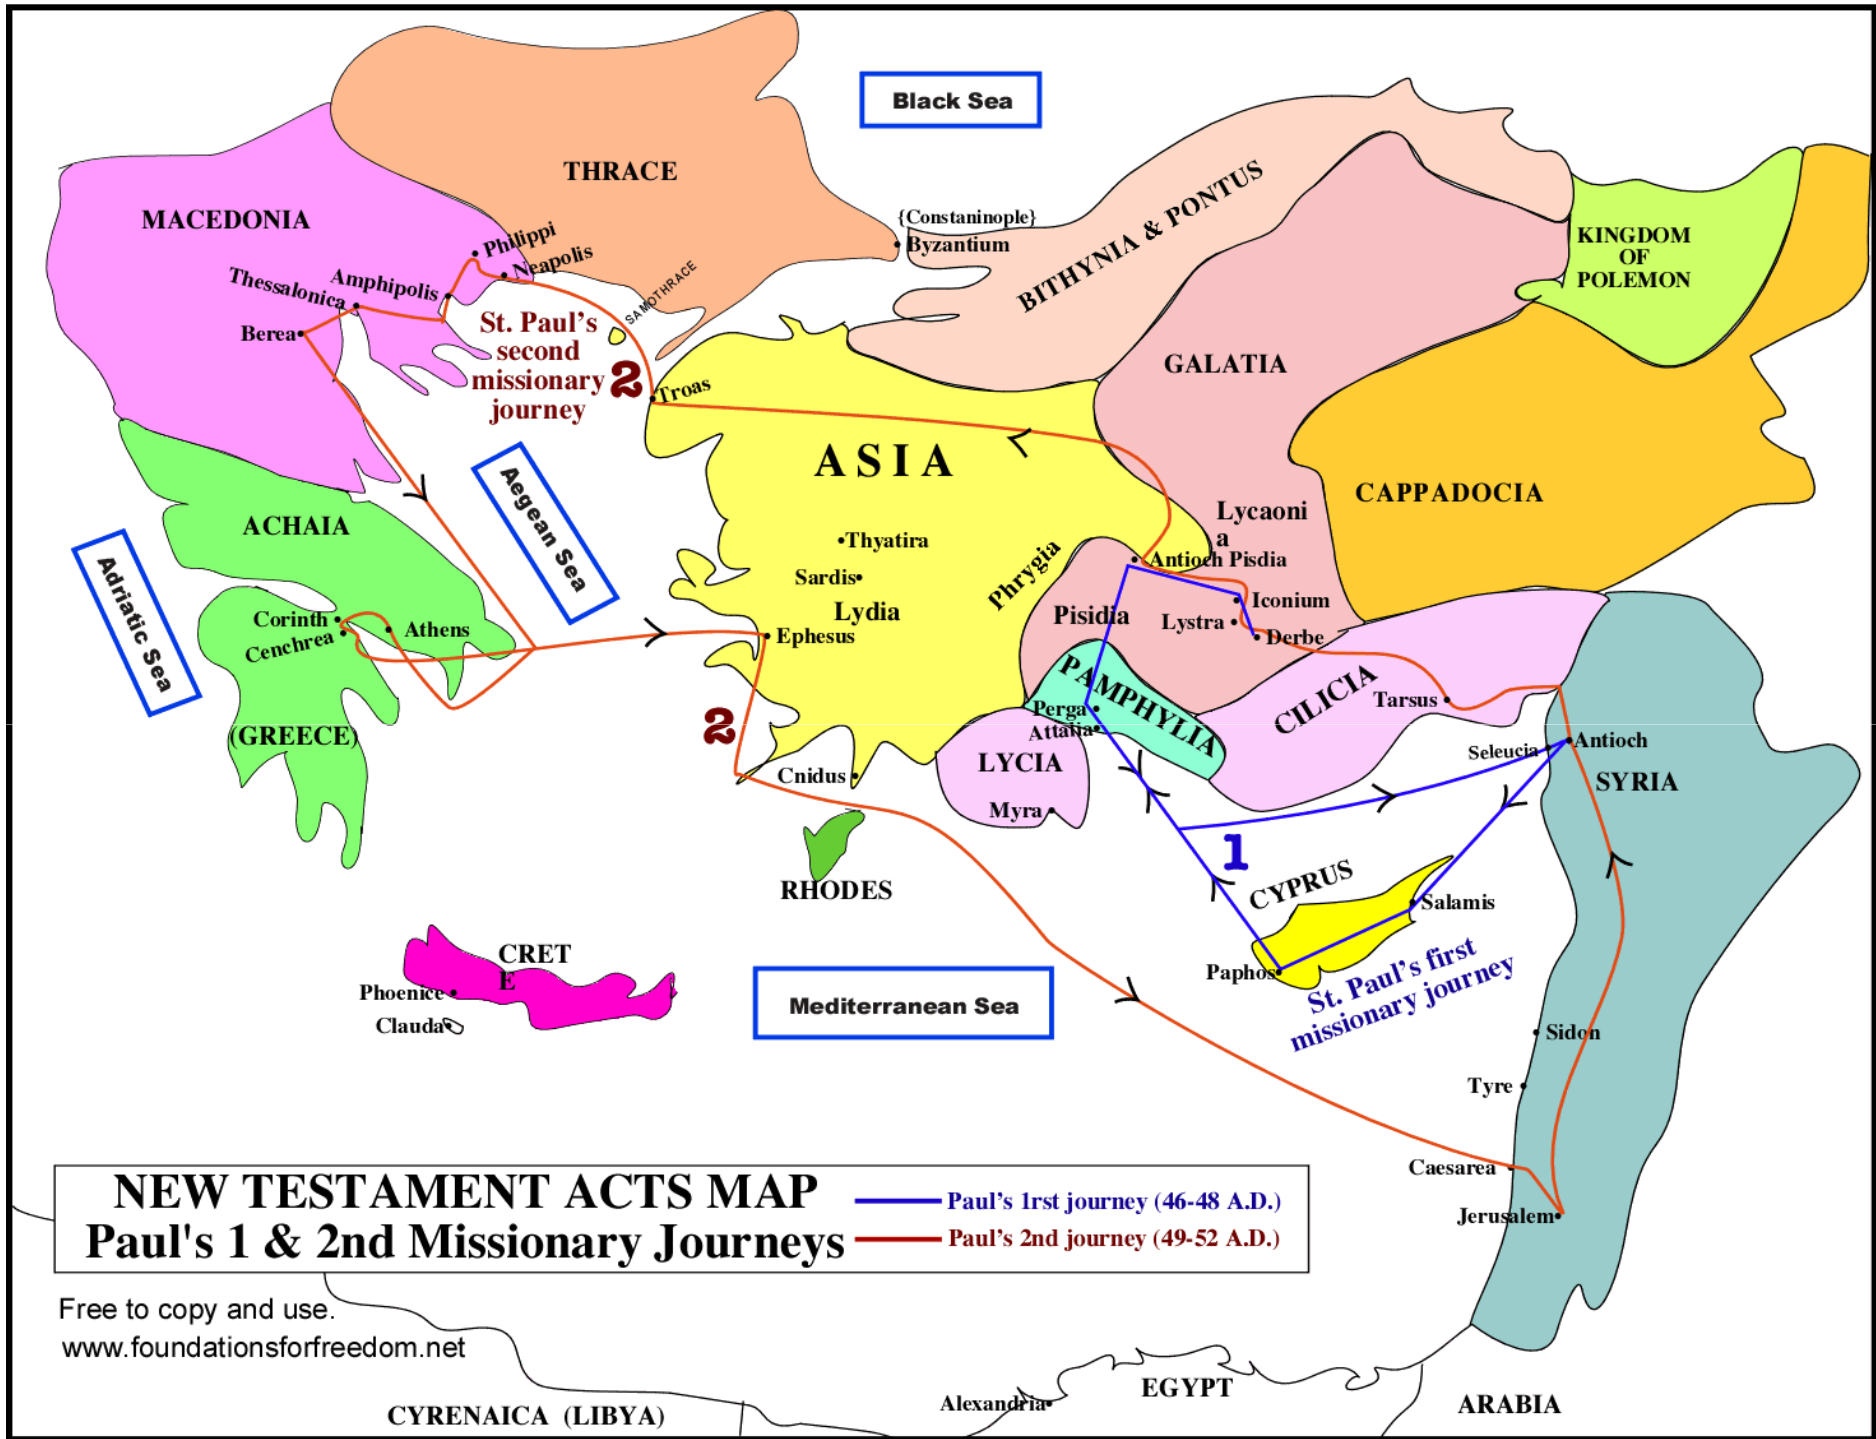 Black Sea
THRACE
MACEDONIA
{Constaninople}
Byzantium
BITHYNIA & PONTUS
KINGDOM
OF
POLEMON
Philippi
Neapolis
Amphipolis
Thessalonica
Berea
SAMOTHRACE
St. Paul's
second
missionary
journey
2
Troas
GALATIA
ASIA
CAPPADOCIA
Aegean Sea
ACHAIA
Adriatic Sea
Lycaoni
a
Thyatira
Sardis
Lydia
Phrygia
Antioch Pisdia
Pisidia
Iconium
Lystra
Derbe
Corinth
Cenchrea
Athens
Ephesus
(GREECE)
2
PAMPHYLIA
Perga
Attalia
CILICIA
Tarsus
Seleucia
Antioch
SYRIA
LYCIA
Myra
Cnidus
RHODES
1
CYPRUS
Salamis
Paphos
St. Paul's first
missionary journey
CRET
E
Phoenice
Clauda
Mediterranean Sea
Sidon
Tyre
Caesarea
Jerusalem
NEW TESTAMENT ACTS MAP
Paul's 1 & 2nd Missionary Journeys
Paul's 1rst journey (46-48 A.D.)
Paul's 2nd journey (49-52 A.D.)
Free to copy and use.
www.foundationsforfreedom.net
CYRENAICA (LIBYA)
Alexandria
EGYPT
ARABIA